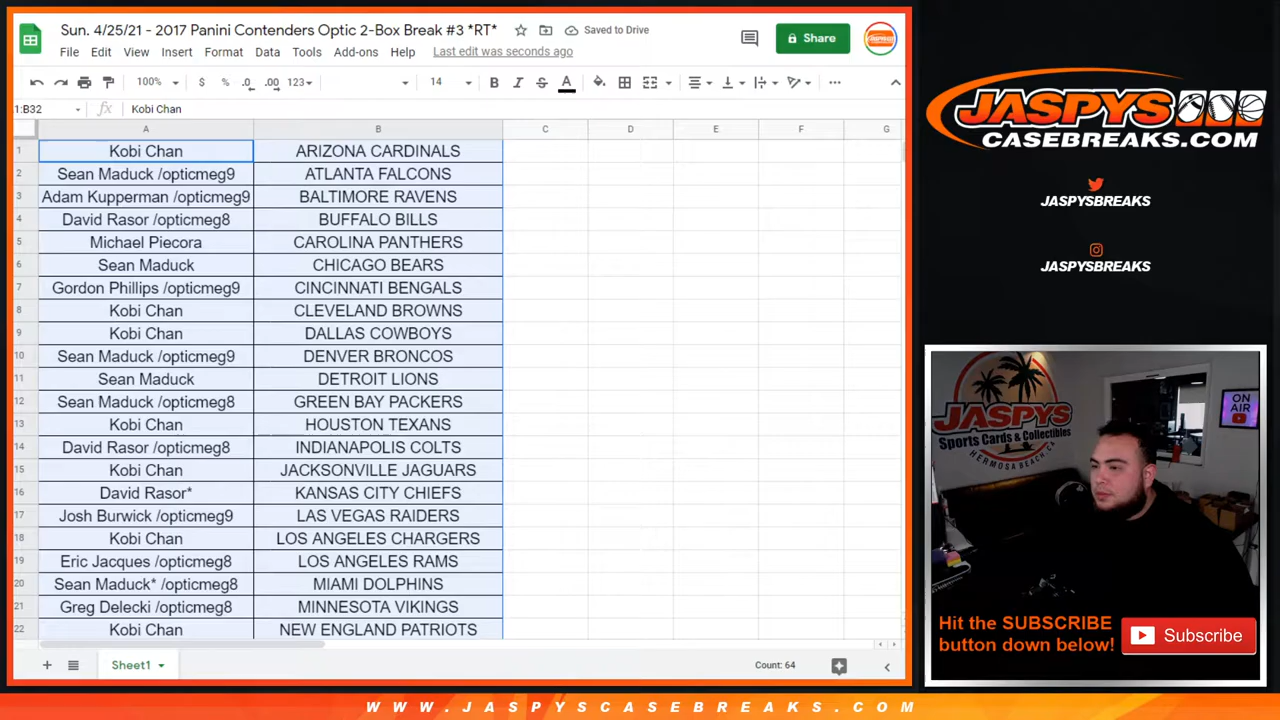 Sun. 4/25/21 - 2017 Panini Contenders Optic 2-Box Break #3 *RT*
Saved to Drive
File Edit View Insert Format Data Tools Add-ons Help Last edit was seconds ago
Share
100% $ % .0 .00 123 14 B I S A
1:B32 fx Kobi Chan
A B C D E F G
1 Kobi Chan ARIZONA CARDINALS
2 Sean Maduck /opticmeg9 ATLANTA FALCONS
3 Adam Kupperman /opticmeg9 BALTIMORE RAVENS
4 David Rasor /opticmeg8 BUFFALO BILLS
5 Michael Piecora CAROLINA PANTHERS
6 Sean Maduck CHICAGO BEARS
7 Gordon Phillips /opticmeg9 CINCINNATI BENGALS
8 Kobi Chan CLEVELAND BROWNS
9 Kobi Chan DALLAS COWBOYS
10 Sean Maduck /opticmeg9 DENVER BRONCOS
11 Sean Maduck DETROIT LIONS
12 Sean Maduck /opticmeg8 GREEN BAY PACKERS
13 Kobi Chan HOUSTON TEXANS
14 David Rasor /opticmeg8 INDIANAPOLIS COLTS
15 Kobi Chan JACKSONVILLE JAGUARS
16 David Rasor* KANSAS CITY CHIEFS
17 Josh Burwick /opticmeg9 LAS VEGAS RAIDERS
18 Kobi Chan LOS ANGELES CHARGERS
19 Eric Jacques /opticmeg8 LOS ANGELES RAMS
20 Sean Maduck* /opticmeg8 MIAMI DOLPHINS
21 Greg Delecki /opticmeg8 MINNESOTA VIKINGS
22 Kobi Chan NEW ENGLAND PATRIOTS
Sheet1
Count: 64
JASPYS
CASEBREAKS.COM
JASPYSBREAKS
JASPYSBREAKS
JASPYS
Sports Cards & Collectibles
HERMOSA BEACH, CA
ON
AIR
Hit the SUBSCRIBE
button down below!
Subscribe
WWW.JASPYSCASEBREAKS.COM